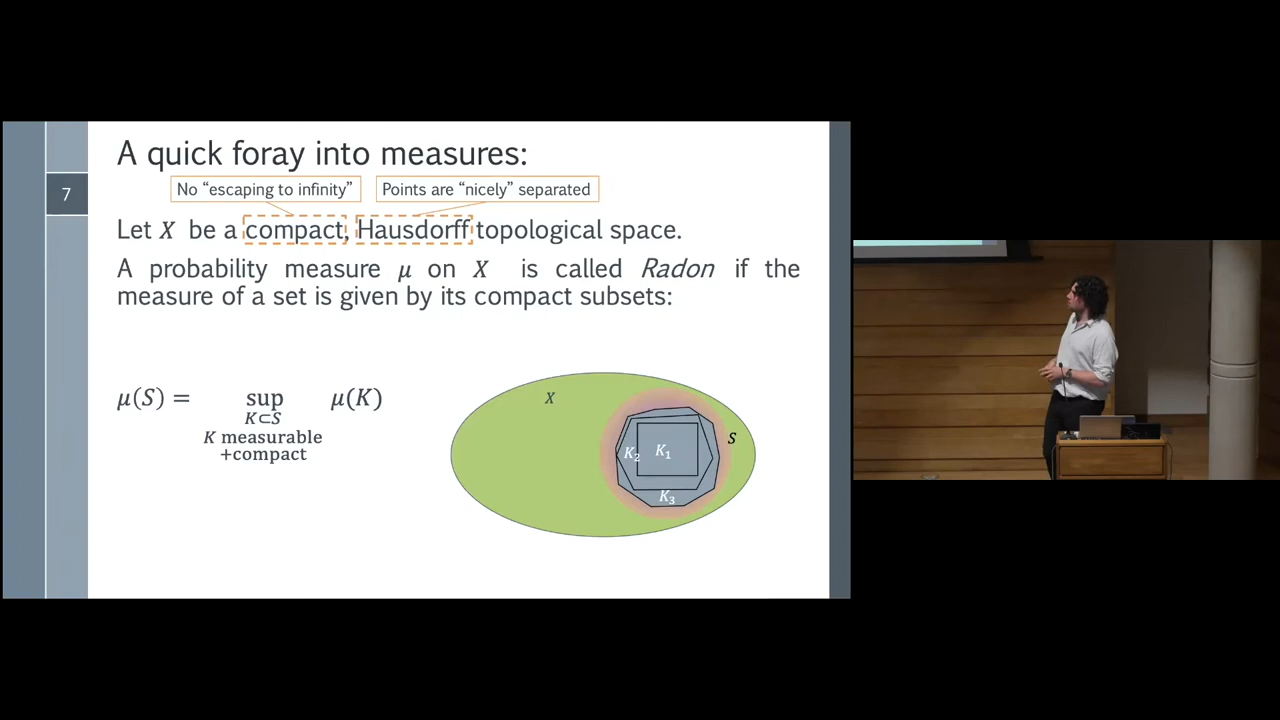 A quick foray into measures:
No “escaping to infinity”
Points are “nicely” separated
7
Let X be a compact, Hausdorff topological space.
A probability measure μ on X is called Radon if the
measure of a set is given by its compact subsets:
μ(S) = sup μ(K)
K⊂S
K measurable
+compact
X
S
K₂ K₁
K₃